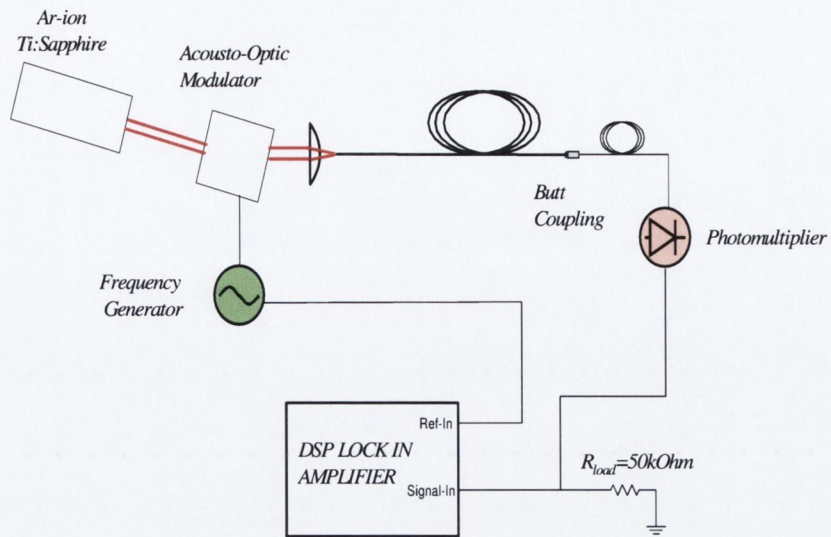 Ar-ion
Ti:Sapphire
Acousto-Optic
Modulator
Butt
Coupling
Photomultiplier
Frequency
Generator
Ref-In
DSP LOCK IN
AMPLIFIER
Signal-In
Rload=50kOhm